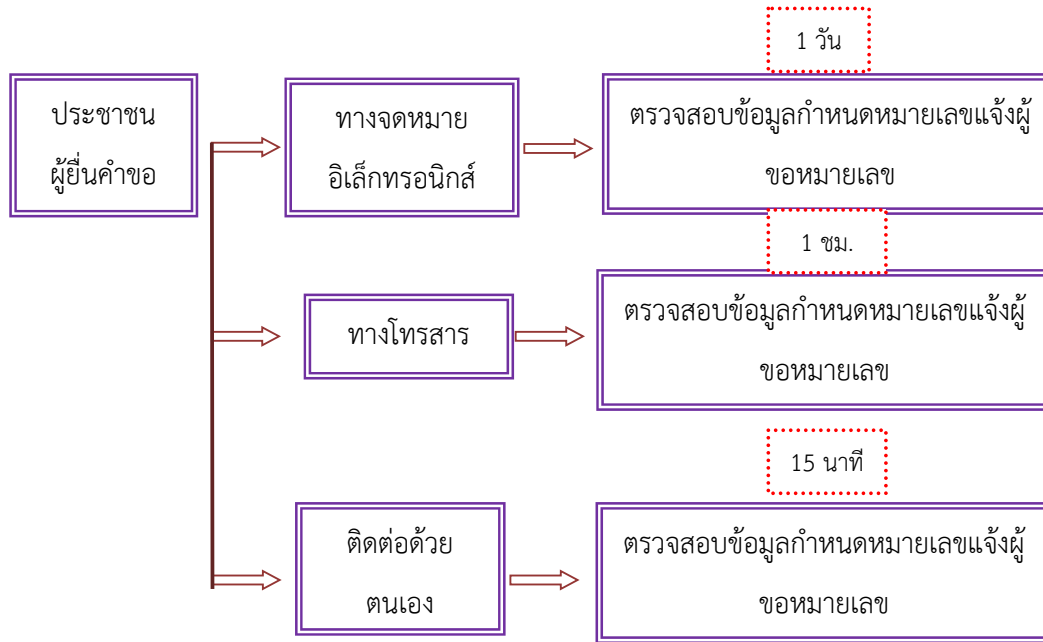 ประชาชน
ผู้ยื่นคำขอ
ทางจดหมาย
อิเล็กทรอนิกส์
1 วัน
ตรวจสอบข้อมูลกำหนดหมายเลขแจ้งผู้
ขอหมายเลข
ทางโทรสาร
1 ชม.
ตรวจสอบข้อมูลกำหนดหมายเลขแจ้งผู้
ขอหมายเลข
ติดต่อด้วย
ตนเอง
15 นาที
ตรวจสอบข้อมูลกำหนดหมายเลขแจ้งผู้
ขอหมายเลข